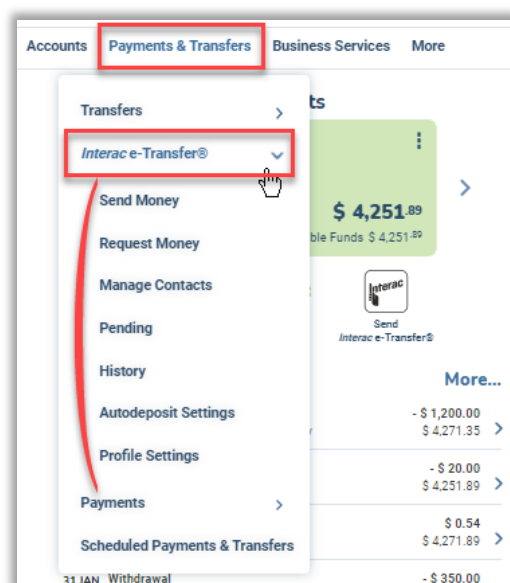 Accounts Payments & Transfers Business Services More
Transfers
Interac e-Transfer®
Send Money
Request Money
Manage Contacts
Pending
History
Autodeposit Settings
Profile Settings
Payments
Scheduled Payments & Transfers
ts
$ 4,251.89
ble Funds $ 4,251.89
Interac
Send
Interac e-Transfer®
More...
- $ 1,200.00
$ 4,271.35
- $ 20.00
$ 4,251.89
$ 0.54
$ 4,271.89
31 JAN Withdrawal - $ 350.00